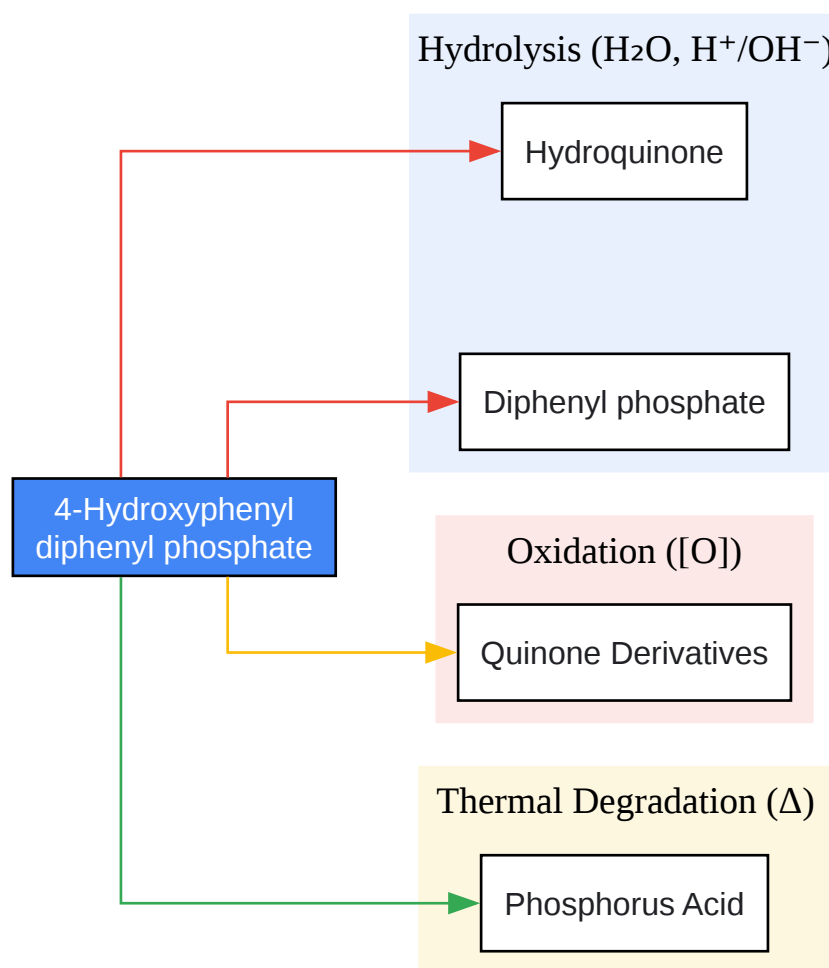 Hydrolysis (H₂O, H⁺/OH⁻)
Hydroquinone
Diphenyl phosphate
4-Hydroxyphenyl
diphenyl phosphate
Oxidation ([O])
Quinone Derivatives
Thermal Degradation (Δ)
Phosphorus Acid